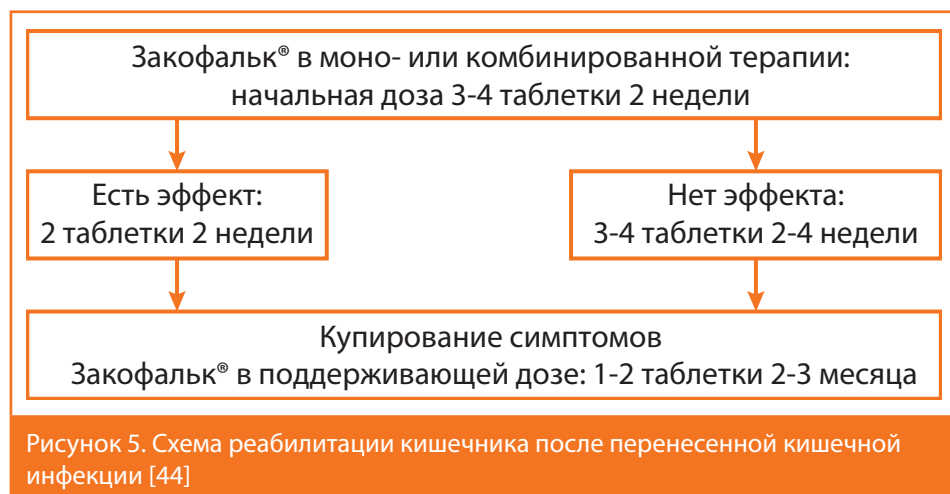 Закофальк® в моно- или комбинированной терапии:
начальная доза 3-4 таблетки 2 недели
Есть эффект:
2 таблетки 2 недели
Нет эффекта:
3-4 таблетки 2-4 недели
Купирование симптомов
Закофальк® в поддерживающей дозе: 1-2 таблетки 2-3 месяца
Рисунок 5. Схема реабилитации кишечника после перенесенной кишечной
инфекции [44]